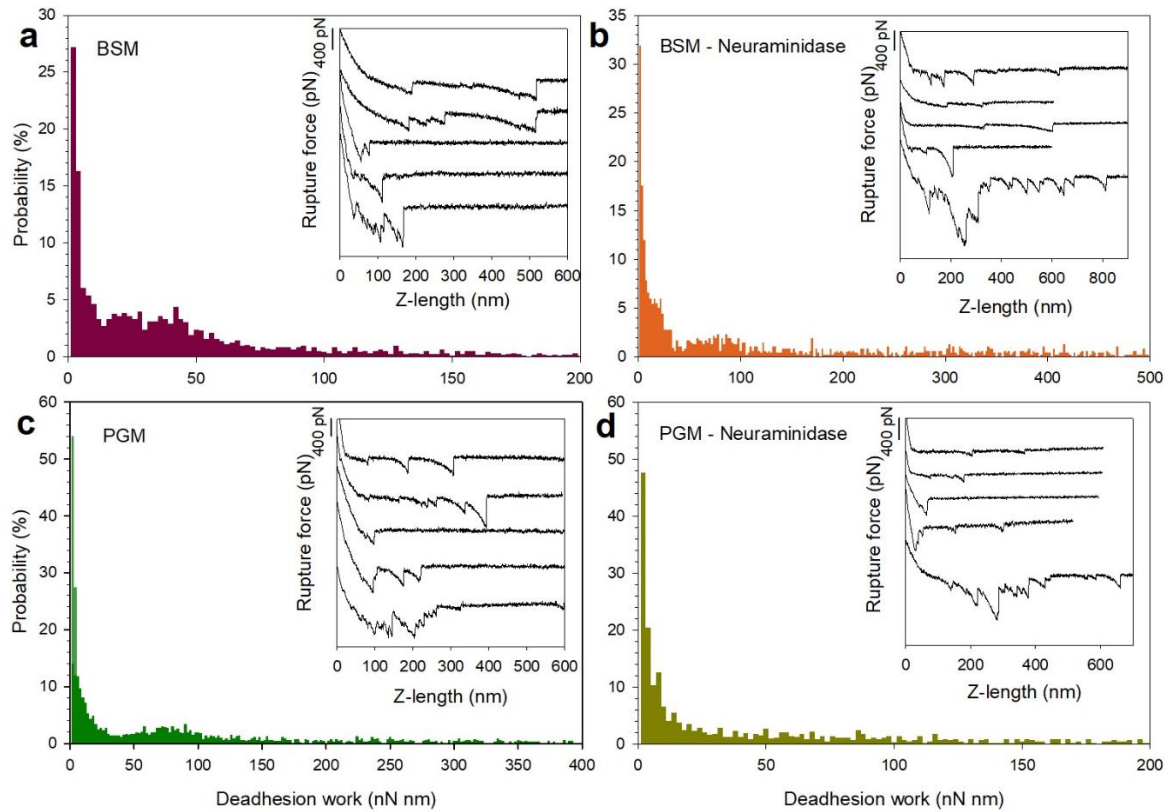 a
BSM
30
25
20
15
10
5
0
Probability (%)
0 50 100 150 200
400 pN
Rupture force (pN)
0 100 200 300 400 500 600
Z-length (nm)
b
BSM - Neuraminidase
35
30
25
20
15
10
5
0
0 100 200 300 400 500
400 pN
Rupture force (pN)
0 200 400 600 800
Z-length (nm)
c
PGM
60
50
40
30
20
10
0
Probability (%)
0 50 100 150 200 250 300 350 400
Deadhesion work (nN nm)
400 pN
Rupture force (pN)
0 100 200 300 400 500 600
Z-length (nm)
d
PGM - Neuraminidase
60
50
40
30
20
10
0
0 50 100 150 200
Deadhesion work (nN nm)
400 pN
Rupture force (pN)
0 200 400 600
Z-length (nm)